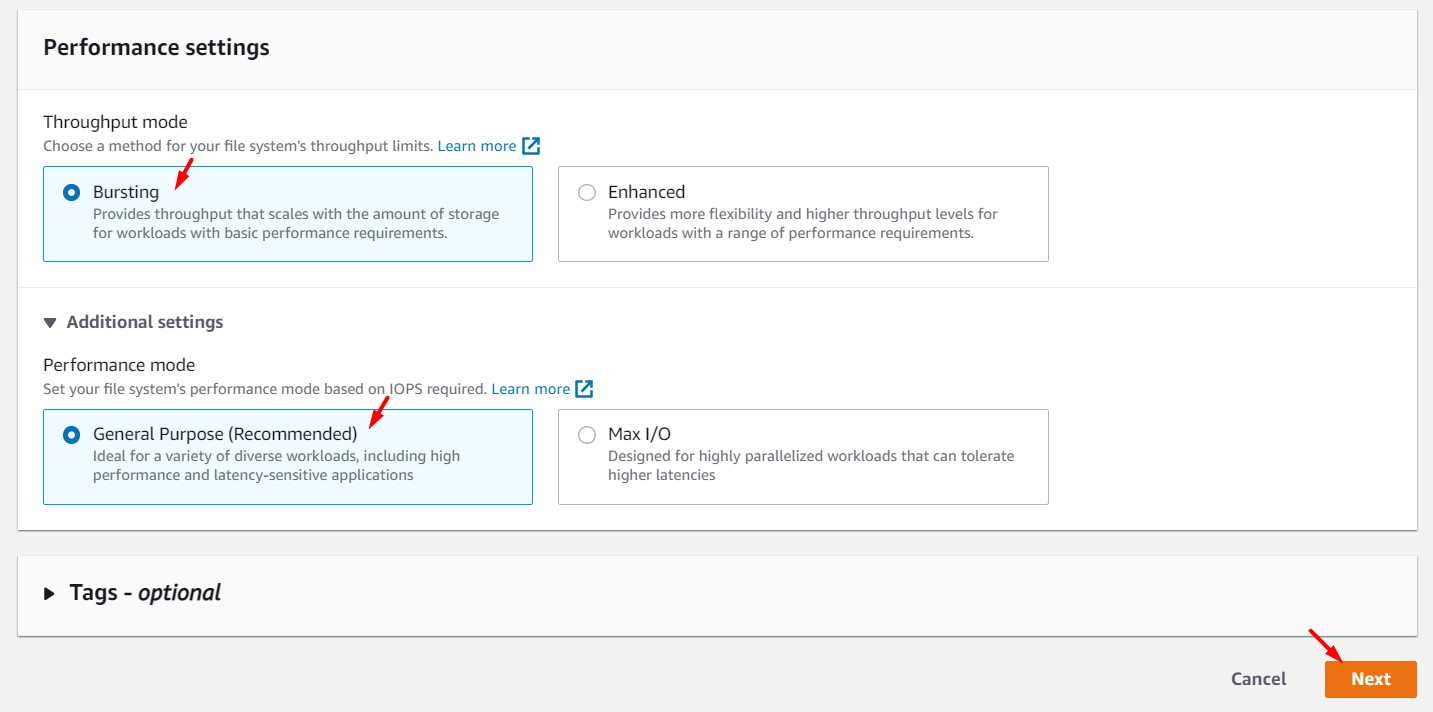 Performance settings
Throughput mode
Choose a method for your file system's throughput limits. Learn more
Bursting
Provides throughput that scales with the amount of storage
for workloads with basic performance requirements.
Enhanced
Provides more flexibility and higher throughput levels for
workloads with a range of performance requirements.
Additional settings
Performance mode
Set your file system's performance mode based on IOPS required. Learn more
General Purpose (Recommended)
Ideal for a variety of diverse workloads, including high
performance and latency-sensitive applications
Max I/O
Designed for highly parallelized workloads that can tolerate
higher latencies
Tags - optional
Cancel
Next